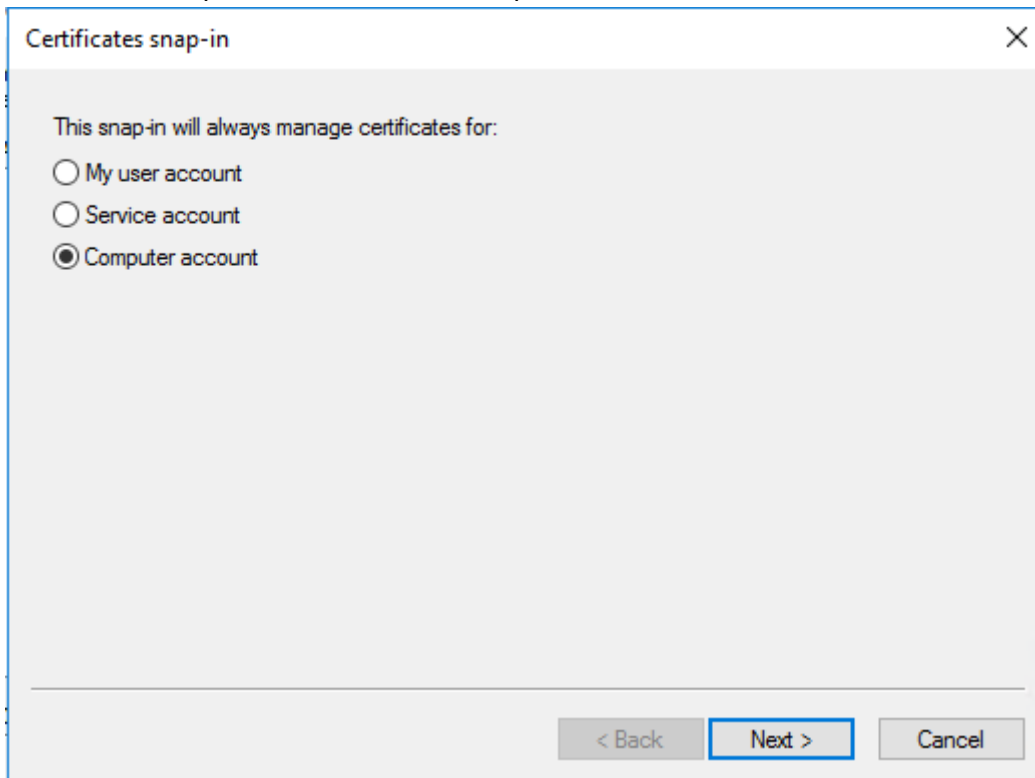 Certificates snap-in
This snap-in will always manage certificates for:
My user account
Service account
Computer account
< Back Next > Cancel